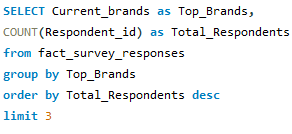 SELECT Current_brands as Top_Brands,
COUNT(Respondent_id) as Total_Respondents
from fact_survey_responses
group by Top_Brands
order by Total_Respondents desc
limit 3